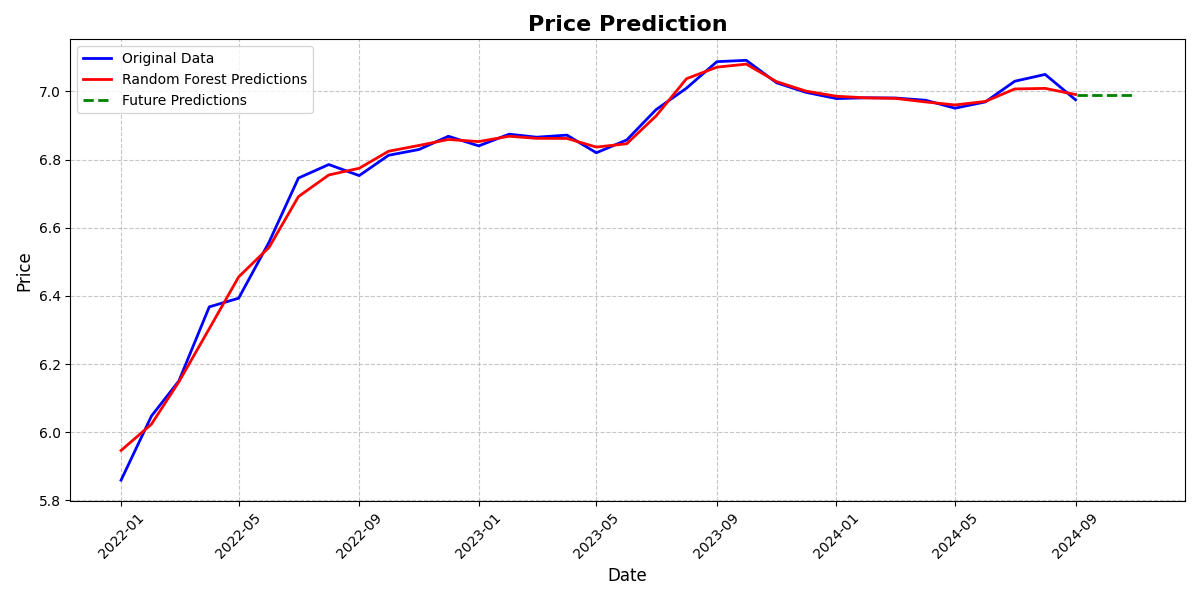 Price Prediction
Original Data
Random Forest Predictions
Future Predictions
Price
7.0
6.8
6.6
6.4
6.2
6.0
5.8
2022-01
2022-05
2022-09
2023-01
2023-05
2023-09
2024-01
2024-05
2024-09
Date